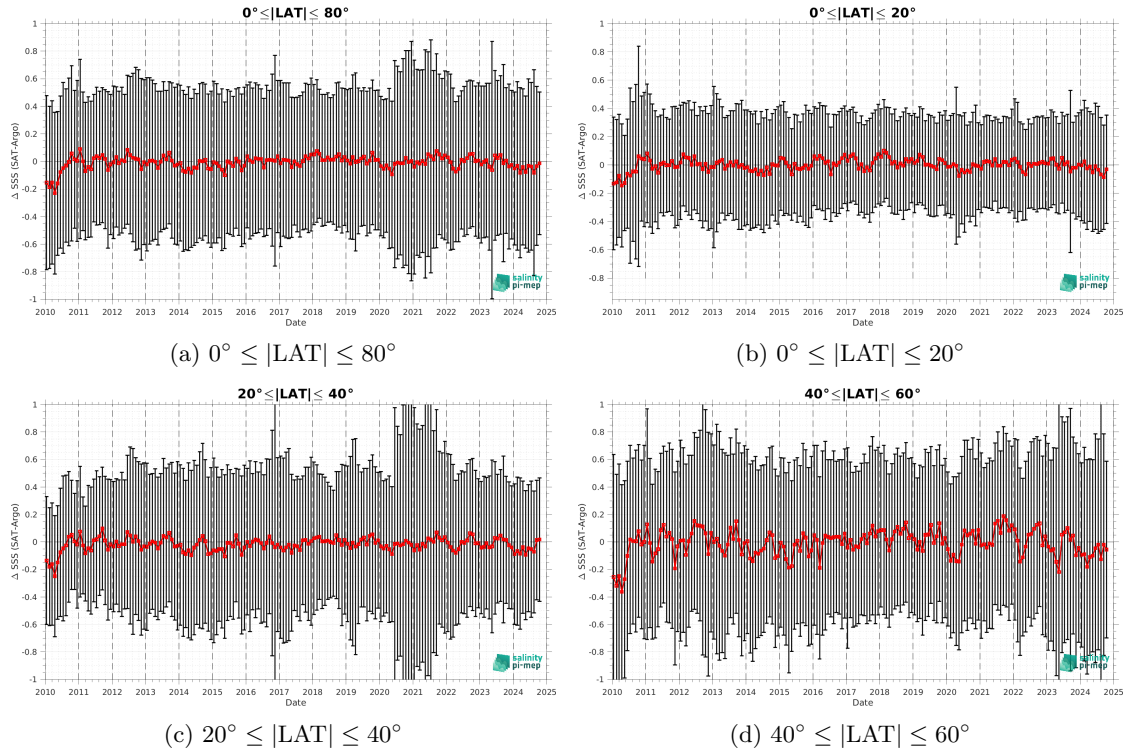 0°≤|LAT|≤ 80°
Δ SSS (SAT-Argo)
1
0.8
0.6
0.4
0.2
0
-0.2
-0.4
-0.6
-0.8
-1
2010 2011 2012 2013 2014 2015 2016 2017 2018 2019 2020 2021 2022 2023 2024 2025
Date
salinity
pi-mep
(a) 0° ≤ |LAT| ≤ 80°
0°≤|LAT|≤ 20°
Δ SSS (SAT-Argo)
1
0.8
0.6
0.4
0.2
0
-0.2
-0.4
-0.6
-0.8
2010 2011 2012 2013 2014 2015 2016 2017 2018 2019 2020 2021 2022 2023 2024 2025
Date
salinity
pi-mep
(b) 0° ≤ |LAT| ≤ 20°
20°≤|LAT|≤ 40°
Δ SSS (SAT-Argo)
1
0.8
0.6
0.4
0.2
0
-0.2
-0.4
-0.6
-0.8
-1
2010 2011 2012 2013 2014 2015 2016 2017 2018 2019 2020 2021 2022 2023 2024 2025
Date
salinity
pi-mep
(c) 20° ≤ |LAT| ≤ 40°
40°≤|LAT|≤ 60°
Δ SSS (SAT-Argo)
1
0.8
0.6
0.4
0.2
0
-0.2
-0.4
-0.6
-0.8
-1
2010 2011 2012 2013 2014 2015 2016 2017 2018 2019 2020 2021 2022 2023 2024 2025
Date
salinity
pi-mep
(d) 40° ≤ |LAT| ≤ 60°